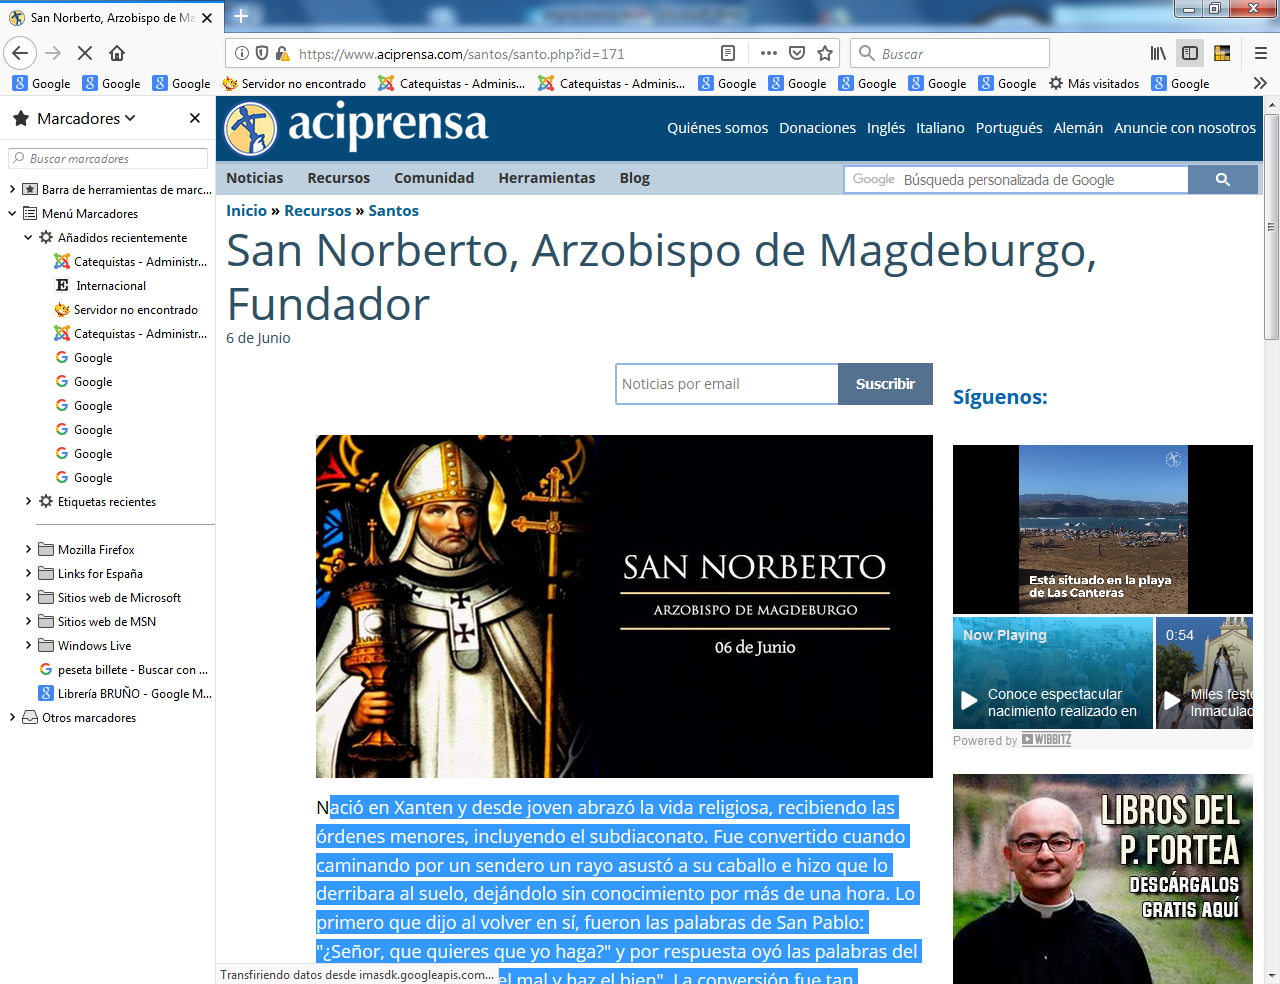 San Norberto, Arzobispo de Ma
https://www.aciprensa.com/santos/santo.php?id=171
Buscar
Google
Google
Google
Servidor no encontrado
Catequistas - Adminis...
Catequistas - Adminis...
Google
Google
Google
Google
Google
Más visitados
Google
Marcadores
Buscar marcadores
Barra de herramientas de marc...
Menú Marcadores
Añadidos recientemente
Catequistas - Administr...
E Internacional
Servidor no encontrado
Catequistas - Administr...
Google
Google
Google
Google
Google
Google
Etiquetas recientes
Mozilla Firefox
Links for España
Sitios web de Microsoft
Sitios web de MSN
Windows Live
peseta billete - Buscar con ...
Librería BRUÑO - Google M...
Otros marcadores
aciprensa
Quiénes somos Donaciones Inglés Italiano Portugués Alemán Anuncie con nosotros
Noticias Recursos Comunidad Herramientas Blog
Google Búsqueda personalizada de Google
Inicio » Recursos » Santos
San Norberto, Arzobispo de Magdeburgo,
Fundador
6 de Junio
Noticias por email Suscribir
Síguenos:
SAN NORBERTO
ARZOBISPO DE MAGDEBURGO
06 de Junio
Está situado en la playa
de Las Canteras
Now Playing
Conoce espectacular
nacimiento realizado en
0:54
Miles feste
Inmaculad
Powered by WIBBITZ
LIBROS DEL
P. FORTEA
DESCÁRGALOS
GRATIS AQUÍ
Nació en Xanten y desde joven abrazó la vida religiosa, recibiendo las
órdenes menores, incluyendo el subdiaconato. Fue convertido cuando
caminando por un sendero un rayo asustó a su caballo e hizo que lo
derribara al suelo, dejándolo sin conocimiento por más de una hora. Lo
primero que dijo al volver en sí, fueron las palabras de San Pablo:
"¿Señor, que quieres que yo haga?" y por respuesta oyó las palabras del
el mal y haz el bien". La conversión fue tan
Transfiriendo datos desde imasdk.googleapis.com...